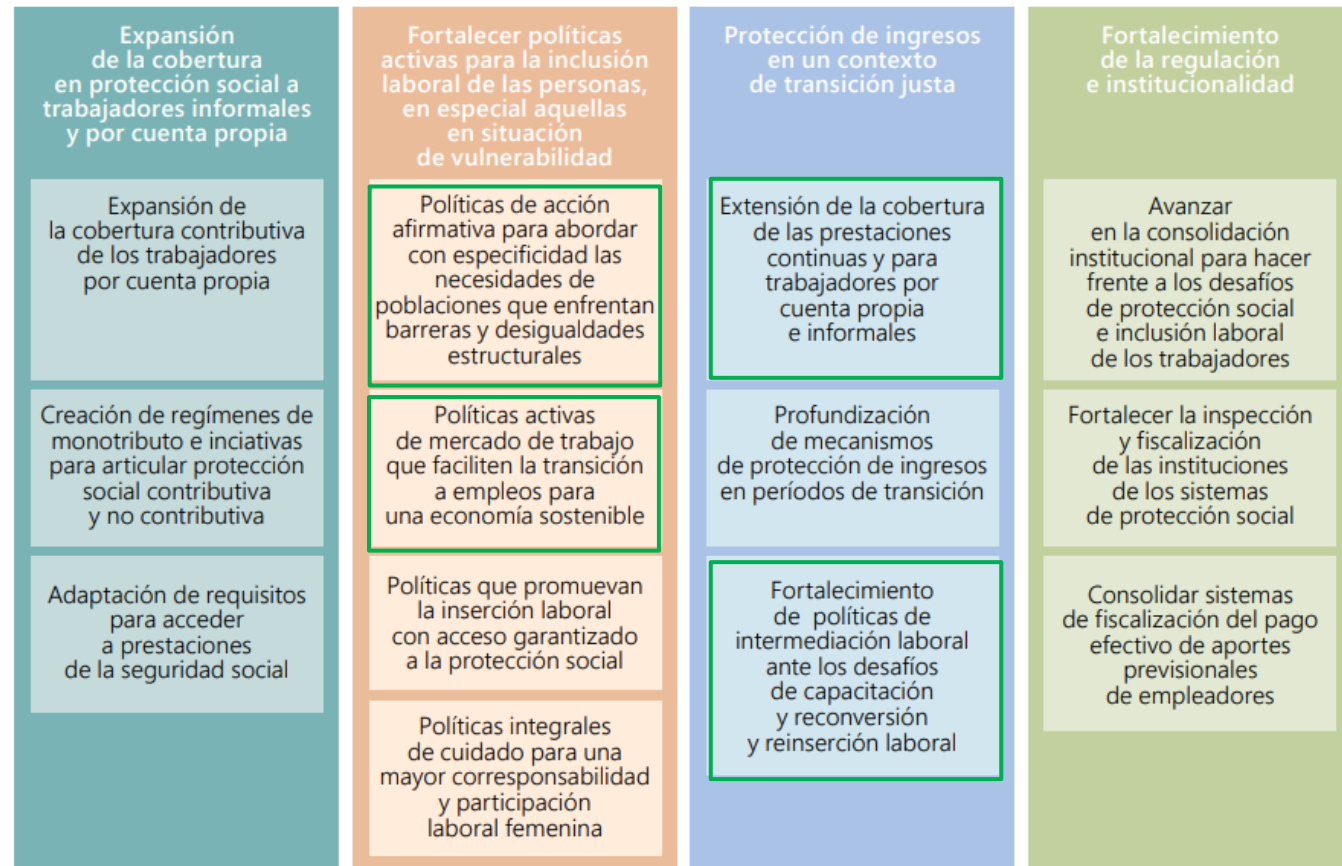 Expansión
de la cobertura
en protección social a
trabajadores informales
y por cuenta propia
Expansión de
la cobertura contributiva
de los trabajadores
por cuenta propia
Creación de regímenes de
monotributo e inciativas
para articular protección
social contributiva
y no contributiva
Adaptación de requisitos
para acceder
a prestaciones
de la seguridad social
Fortalecer políticas
activas para la inclusión
laboral de las personas,
en especial aquellas
en situación
de vulnerabilidad
Políticas de acción
afirmativa para abordar
con especificidad las
necesidades de
poblaciones que enfrentan
barreras y desigualdades
estructurales
Políticas activas
de mercado de trabajo
que faciliten la transición
a empleos para
una economía sostenible
Políticas que promuevan
la inserción laboral
con acceso garantizado
a la protección social
Políticas integrales
de cuidado para una
mayor corresponsabilidad
y participación
laboral femenina
Protección de ingresos
en un contexto
de transición justa
Extensión de la cobertura
de las prestaciones
continuas y para
trabajadores por
cuenta propia
e informales
Profundización
de mecanismos
de protección de ingresos
en períodos de transición
Fortalecimiento
de políticas de
intermediación laboral
ante los desafíos
de capacitación
y reconversión
y reinserción laboral
Fortalecimiento
de la regulación
e institucionalidad
Avanzar
en la consolidación
institucional para hacer
frente a los desafíos
de protección social
e inclusión laboral
de los trabajadores
Fortalecer la inspección
y fiscalización
de las instituciones
de los sistemas
de protección social
Consolidar sistemas
de fiscalización del pago
efectivo de aportes
previsionales
de empleadores